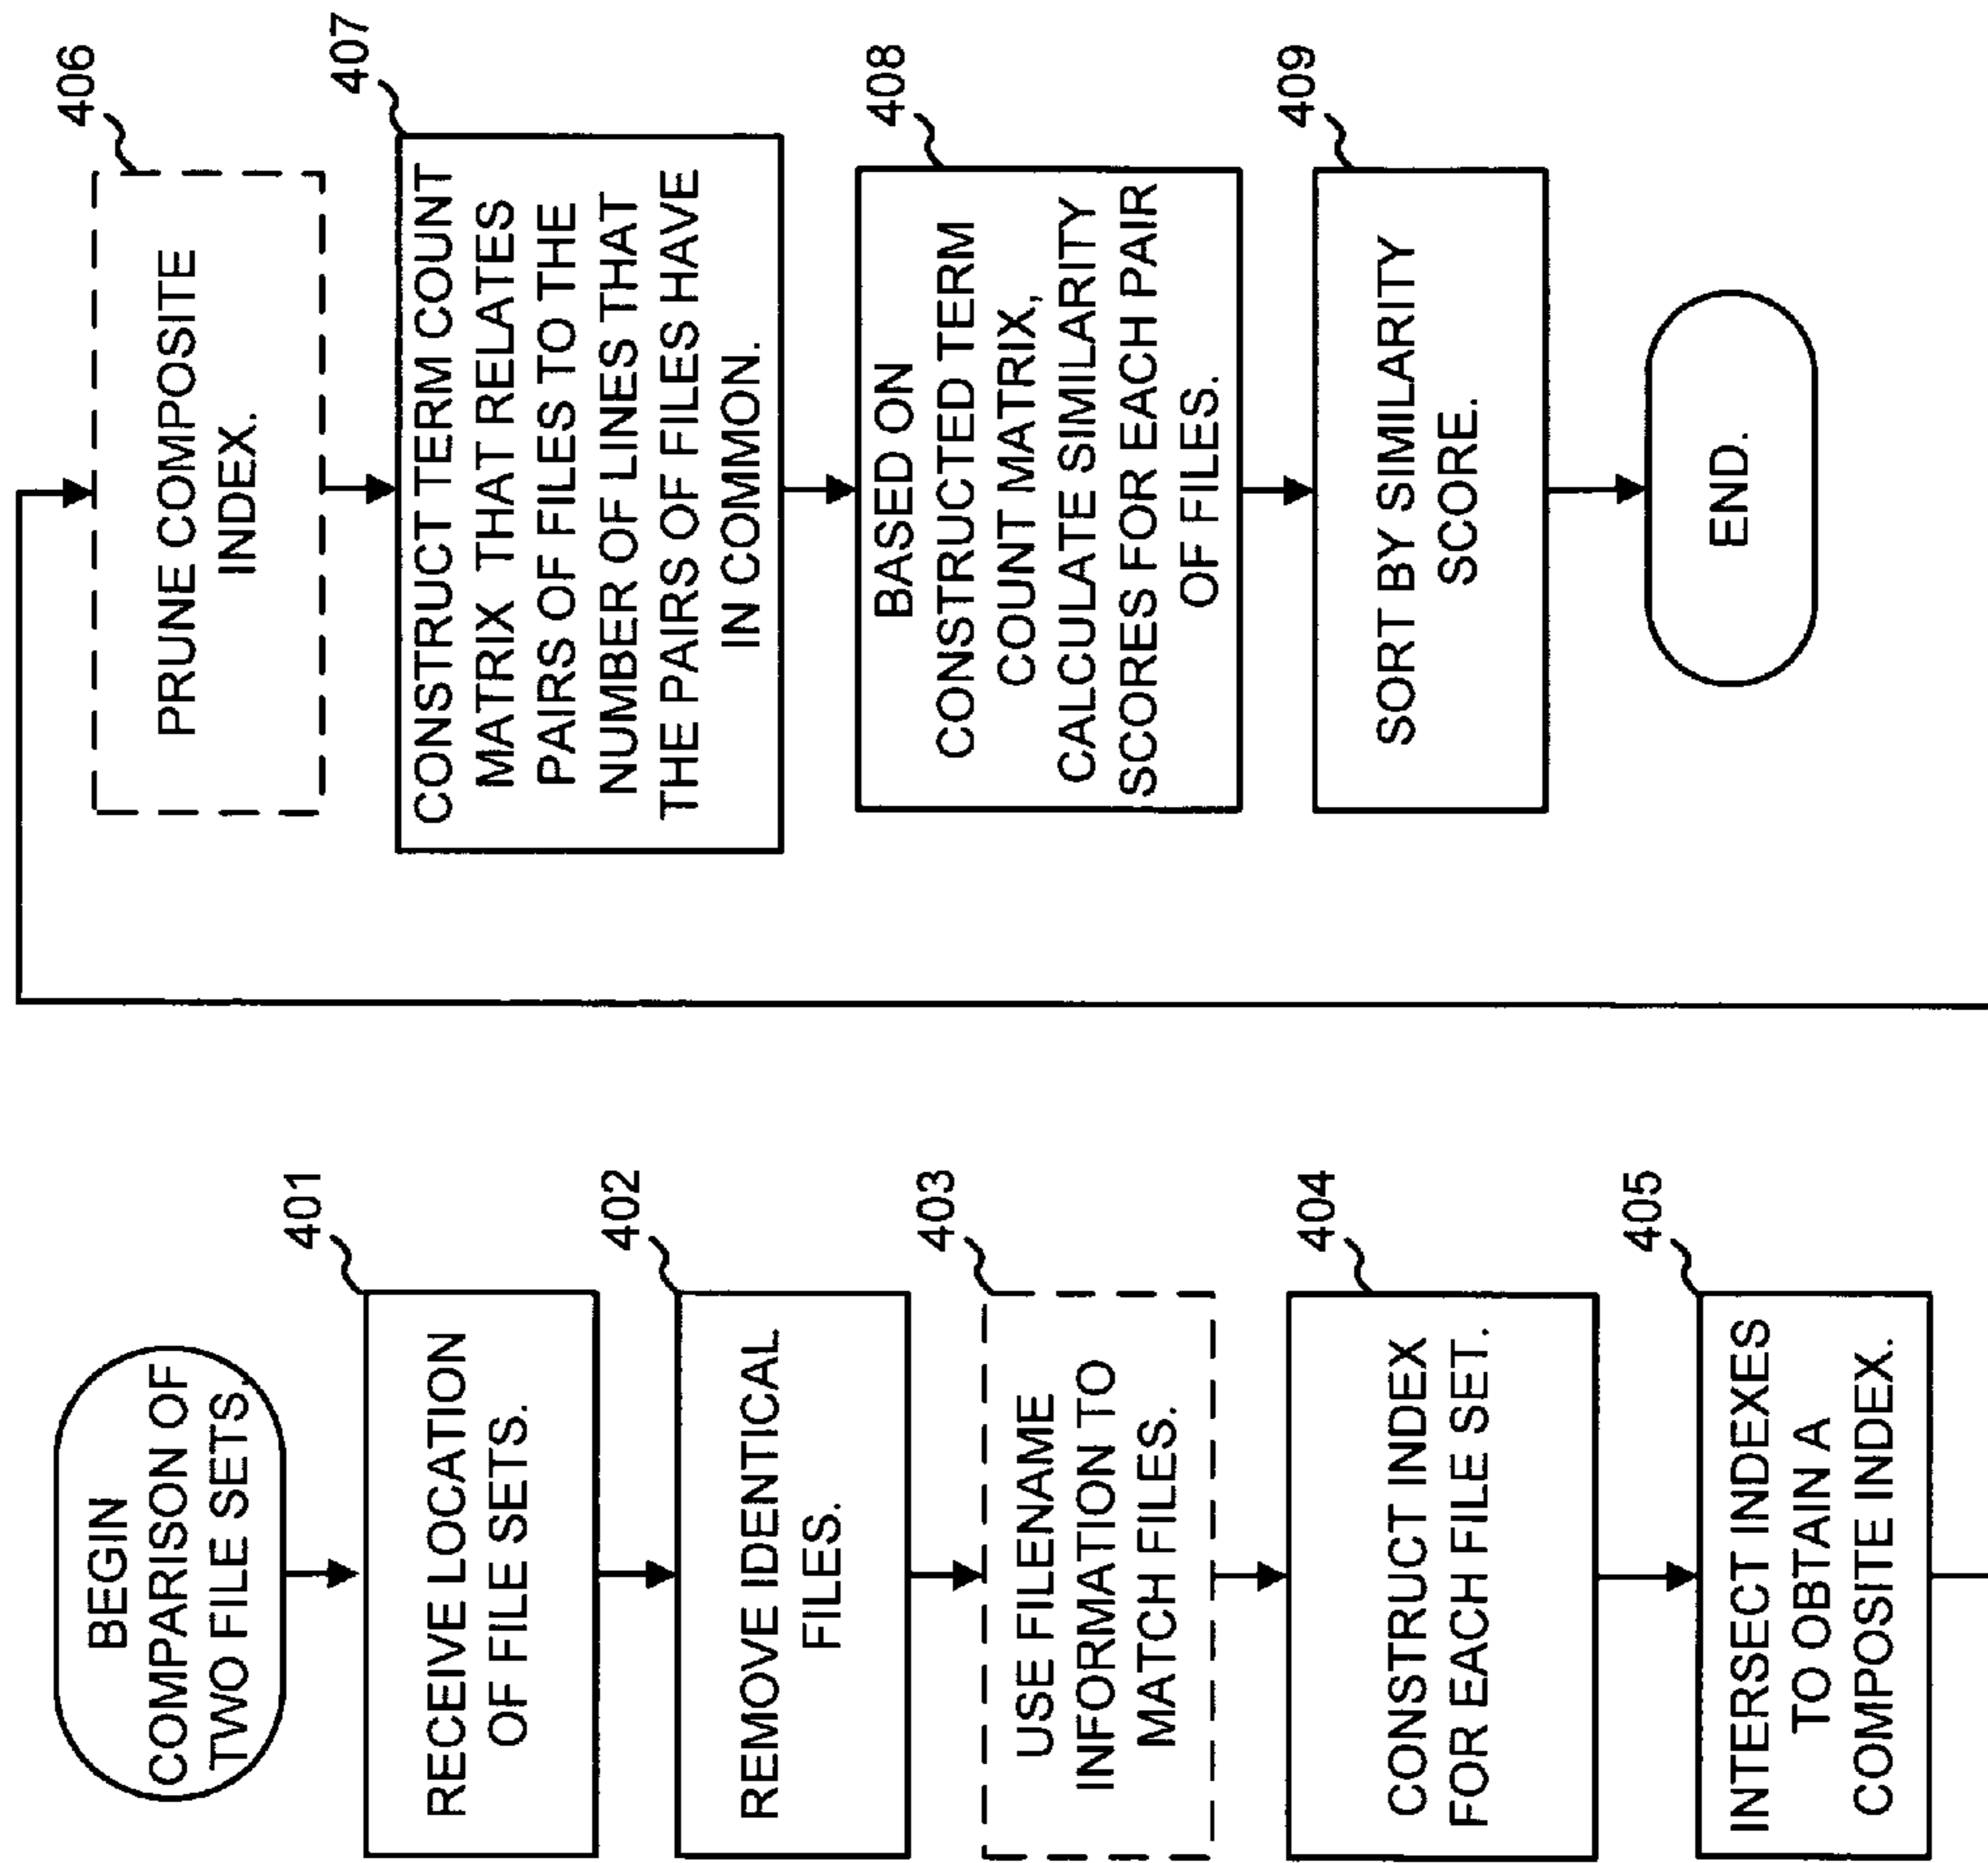 BEGIN
COMPARISON OF
TWO FILE SETS.
401
RECEIVE LOCATION
OF FILE SETS.
402
REMOVE IDENTICAL
FILES.
403
USE FILENAME
INFORMATION TO
MATCH FILES.
404
CONSTRUCT INDEX
FOR EACH FILE SET.
405
INTERSECT INDEXES
TO OBTAIN A
COMPOSITE INDEX.
406
PRUNE COMPOSITE
INDEX.
407
CONSTRUCT TERM COUNT
MATRIX THAT RELATES
PAIRS OF FILES TO THE
NUMBER OF LINES THAT
THE PAIRS OF FILES HAVE
IN COMMON.
408
BASED ON
CONSTRUCTED TERM
COUNT MATRIX,
CALCULATE SIMILARITY
SCORES FOR EACH PAIR
OF FILES.
409
SORT BY SIMILARITY
SCORE.
END.